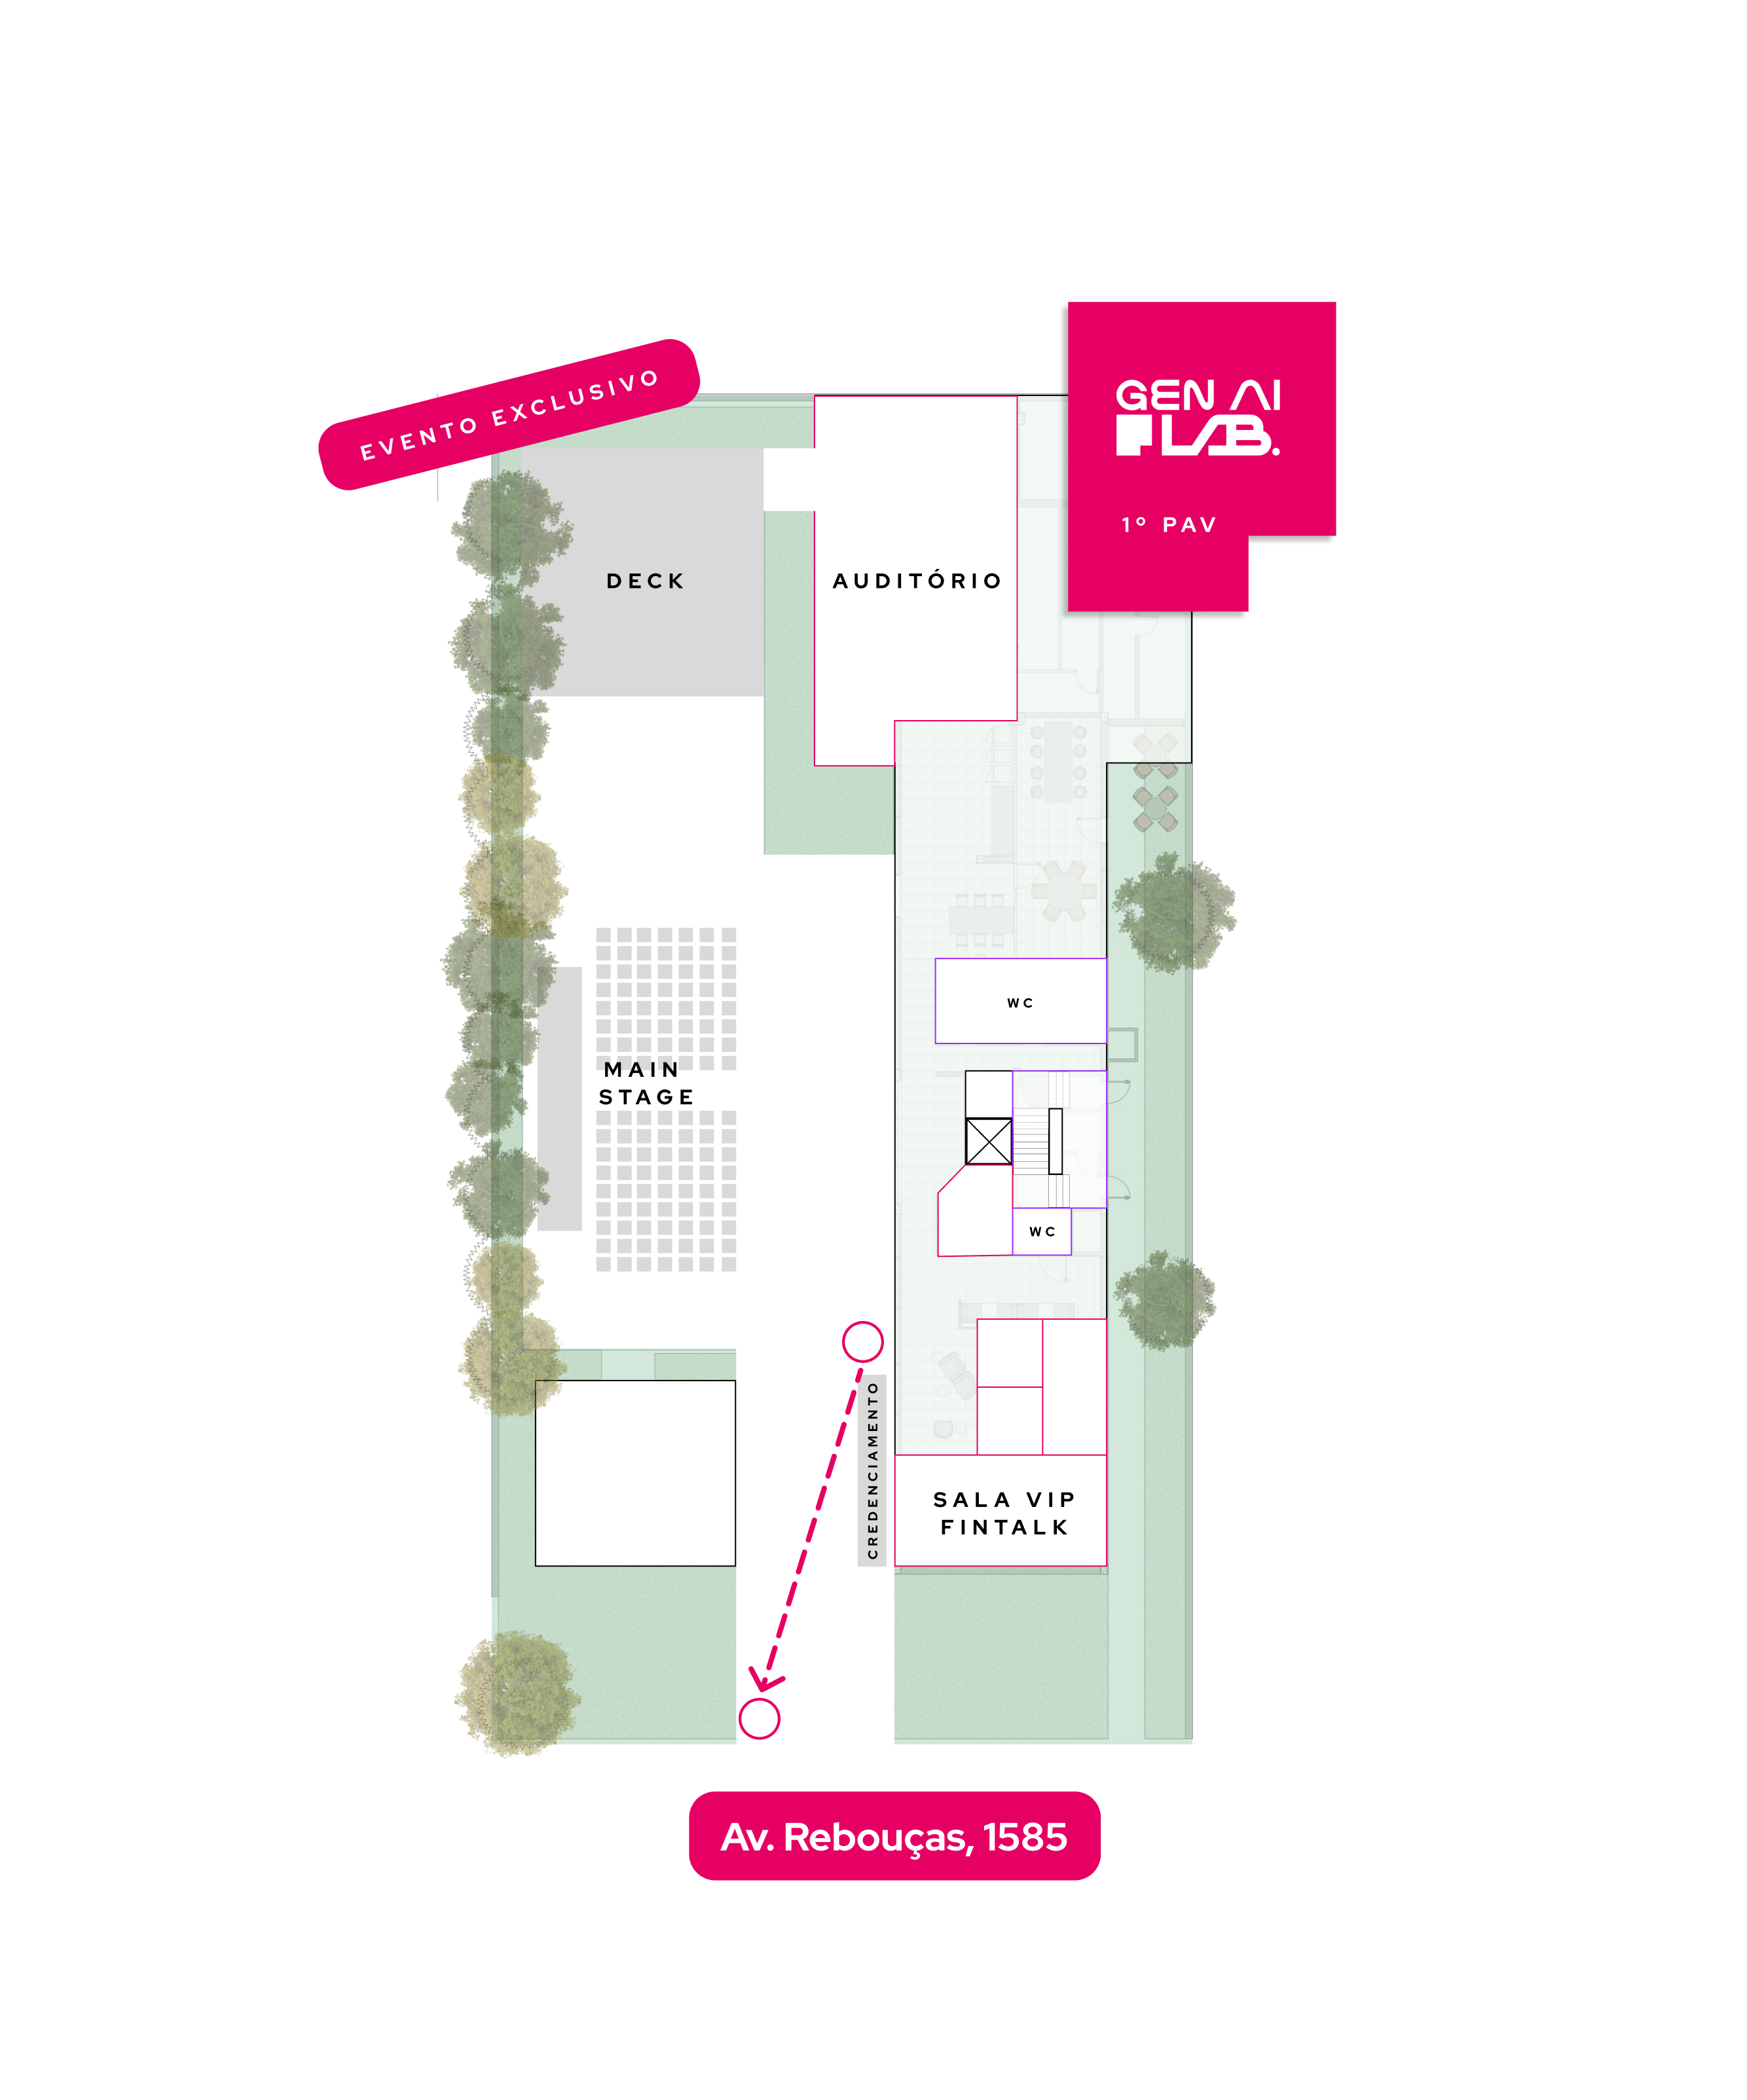 EVENTO EXCLUSIVO
GEN AI
LAB.
1º PAV
DECK
AUDITÓRIO
WC
MAIN
STAGE
WC
CREDENCIAMENTO
SALA VIP
FINTALK
Av. Rebouças, 1585